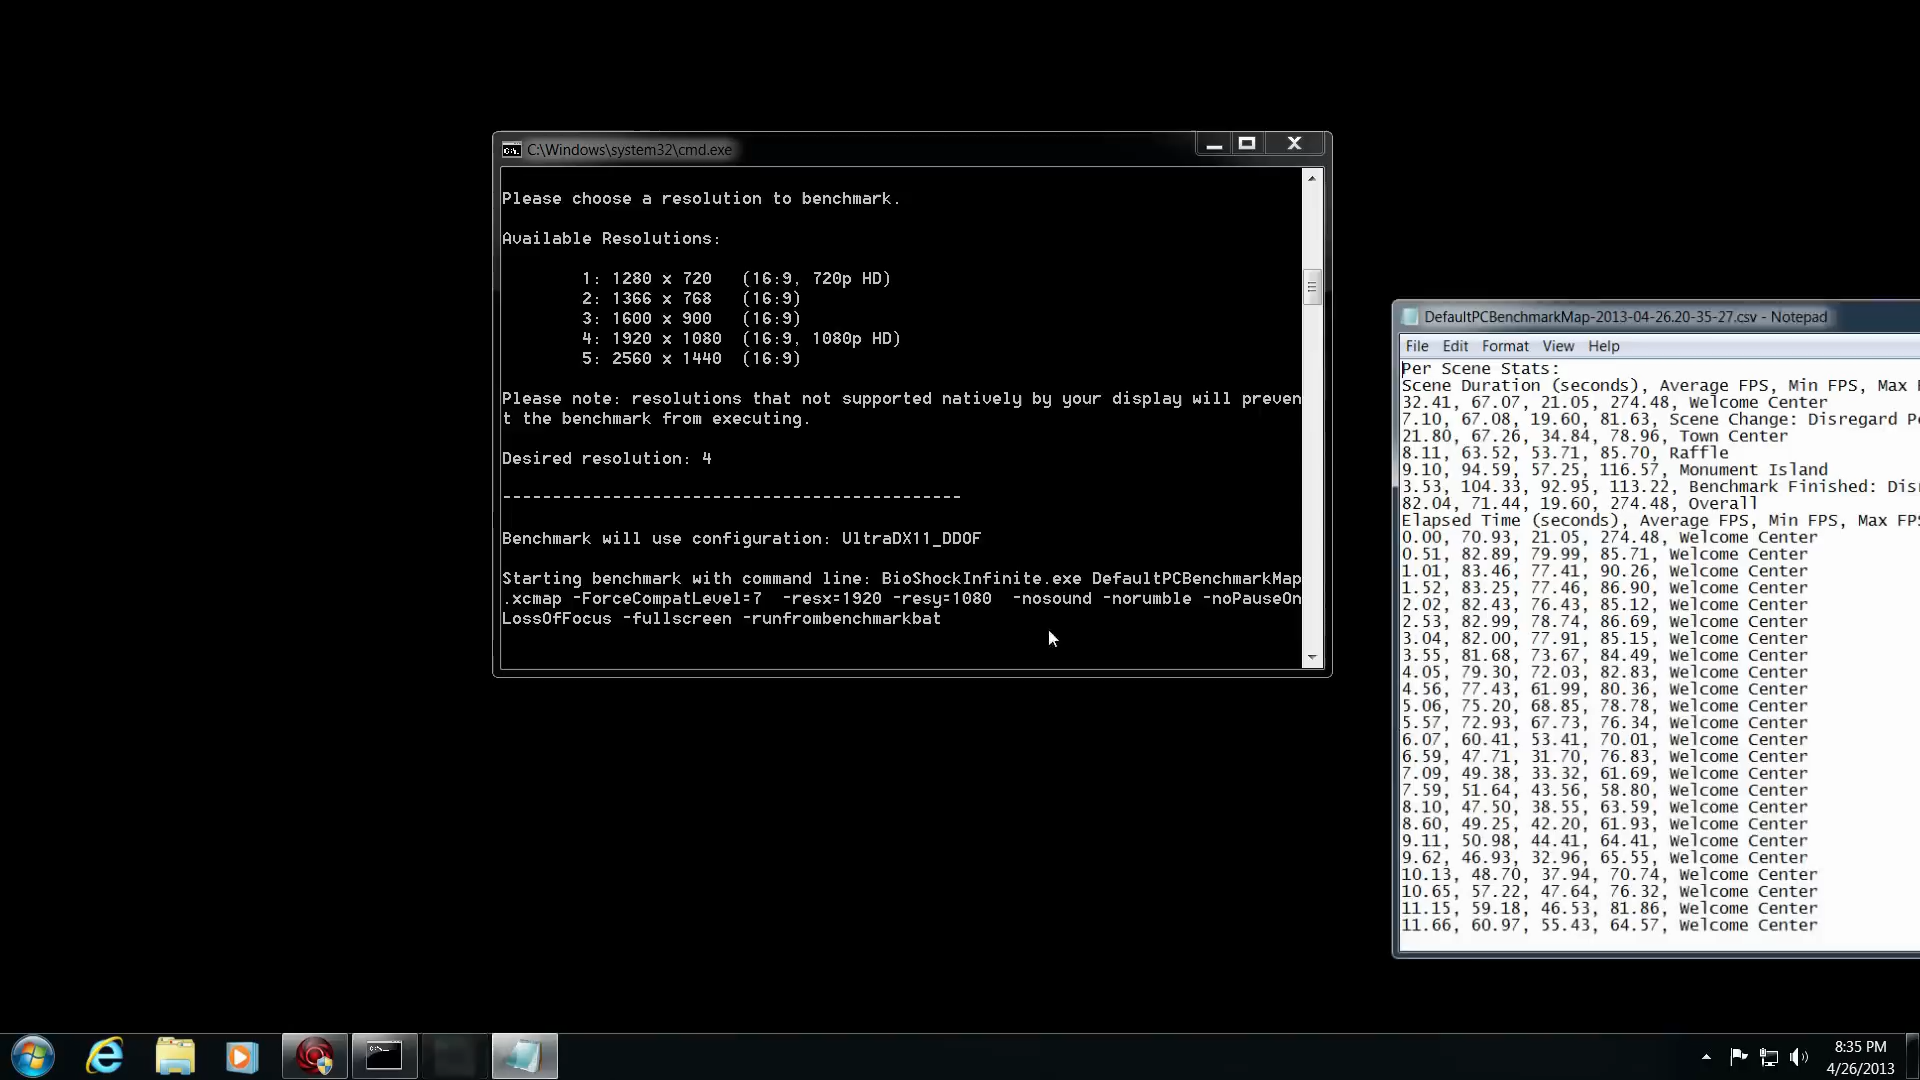 C:\Windows\system32\cmd.exe
Please choose a resolution to benchmark.
Available Resolutions:
1: 1280 x 720 (16:9, 720p HD)
2: 1366 x 768 (16:9)
3: 1600 x 900 (16:9)
4: 1920 x 1080 (16:9, 1080p HD)
5: 2560 x 1440 (16:9)
Please note: resolutions that not supported natively by your display will preven
t the benchmark from executing.
Desired resolution: 4
----------------------------------------------
Benchmark will use configuration: UltraDX11_DDOF
Starting benchmark with command line: BioShockInfinite.exe DefaultPCBenchmarkMap
.xcmap -ForceCompatLevel=7 -resx=1920 -resy=1080 -nosound -norumble -noPauseOn
LossOfFocus -fullscreen -runfrombenchmarkbat
DefaultPCBenchmarkMap-2013-04-26.20-35-27.csv - Notepad
File Edit Format View Help
Per Scene Stats:
Scene Duration (seconds), Average FPS, Min FPS, Max
32.41, 67.07, 21.05, 274.48, Welcome Center
7.10, 67.08, 19.60, 81.63, Scene Change: Disregard
21.80, 67.26, 34.84, 78.96, Town Center
8.11, 63.52, 53.71, 85.70, Raffle
9.10, 94.59, 57.25, 116.57, Monument Island
3.53, 104.33, 92.95, 113.22, Benchmark Finished:
82.04, 71.44, 19.60, 274.48, Overall
Elapsed Time (seconds), Average FPS, Min FPS, Max FPS
0.00, 70.93, 21.05, 274.48, Welcome Center
0.51, 82.89, 79.99, 85.71, Welcome Center
1.01, 83.46, 77.41, 90.26, Welcome Center
1.52, 83.25, 77.46, 86.90, Welcome Center
2.02, 82.43, 76.43, 85.12, Welcome Center
2.53, 82.99, 78.74, 86.69, Welcome Center
3.04, 82.00, 77.91, 85.15, Welcome Center
3.55, 81.68, 73.67, 84.49, Welcome Center
4.05, 79.30, 72.03, 82.83, Welcome Center
4.56, 77.43, 61.99, 80.36, Welcome Center
5.06, 75.20, 68.85, 78.78, Welcome Center
5.57, 72.93, 67.73, 76.34, Welcome Center
6.07, 60.41, 53.41, 70.01, Welcome Center
6.59, 47.71, 31.70, 76.83, Welcome Center
7.09, 49.38, 33.32, 61.69, Welcome Center
7.59, 51.64, 43.56, 58.80, Welcome Center
8.10, 47.50, 38.55, 63.59, Welcome Center
8.60, 49.25, 42.20, 61.93, Welcome Center
9.11, 50.98, 44.41, 64.41, Welcome Center
9.62, 46.93, 32.96, 65.55, Welcome Center
10.13, 48.70, 37.94, 70.74, Welcome Center
10.65, 57.22, 47.64, 76.32, Welcome Center
11.15, 59.18, 46.53, 81.86, Welcome Center
11.66, 60.97, 55.43, 64.57, Welcome Center
8:35 PM
4/26/2013